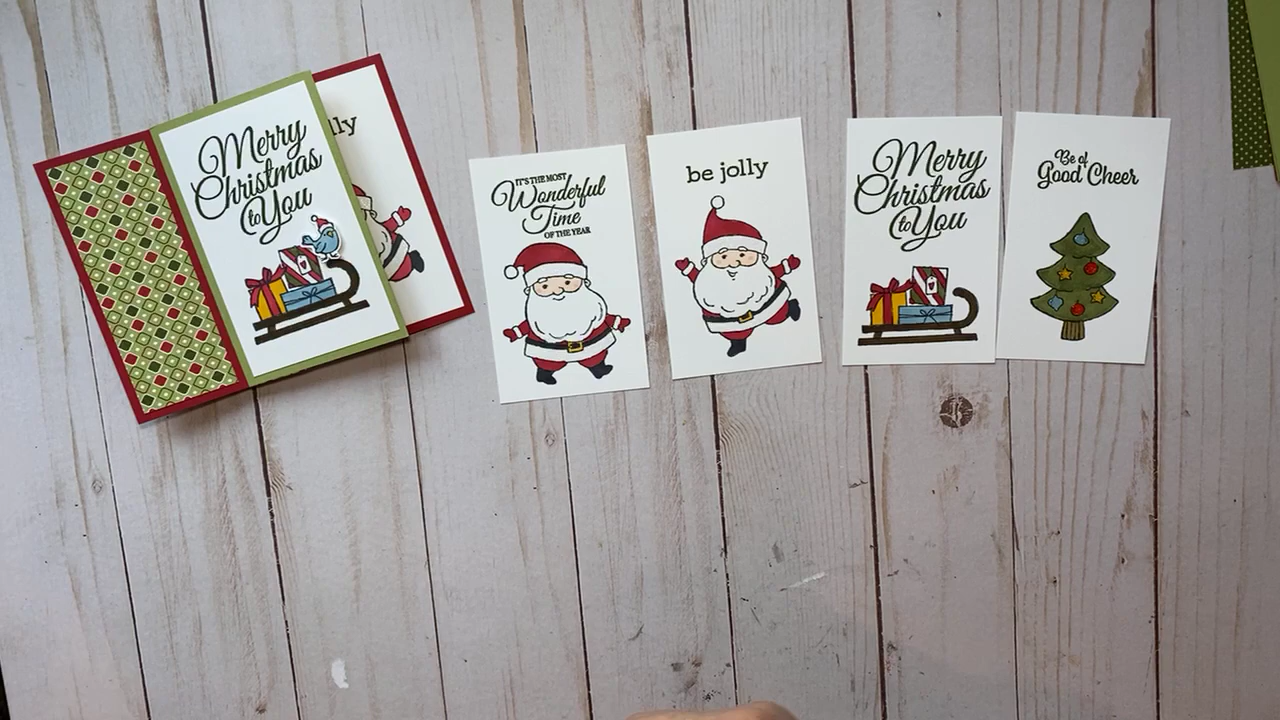 Merry
Christmas
to You
lly
IT'S THE MOST
Wonderful
Time
OF THE YEAR
be jolly
Merry
Christmas
to You
Be of
Good Cheer